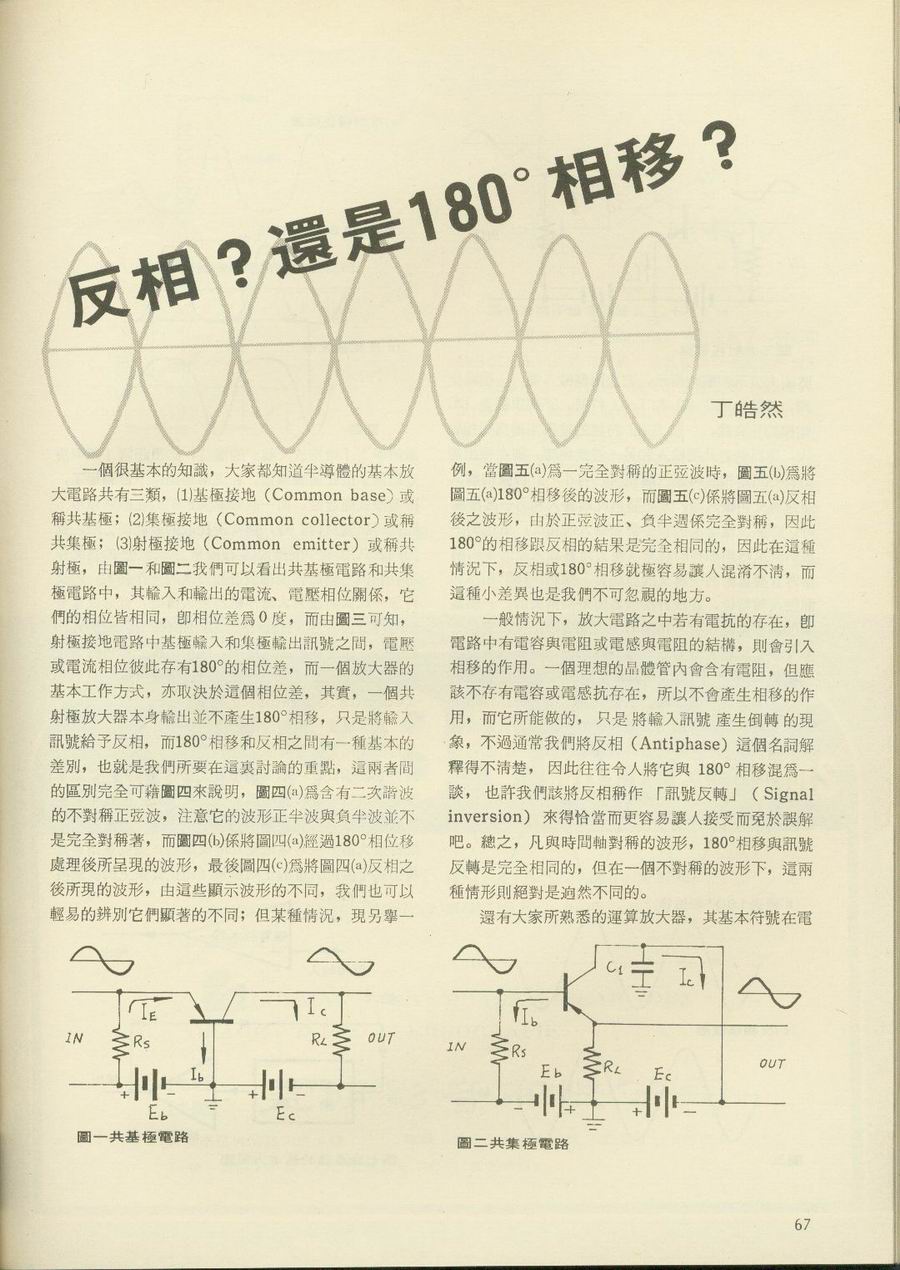 反相？還是180°相移？
丁皓然
一個很基本的知識，大家都知道半導體的基本放
大電路共有三類，⑴基極接地（Common base）或
稱共基極；⑵集極接地（Common collector）或稱
共集極；⑶射極接地（Common emitter）或稱共
射極，由圖一和圖二我們可以看出共基極電路和共集
極電路中，其輸入和輸出的電流、電壓相位關係，它
們的相位皆相同，卽相位差爲0度，而由圖三可知，
射極接地電路中基極輸入和集極輸出訊號之間，電壓
或電流相位彼此存有180°的相位差，而一個放大器的
基本工作方式，亦取決於這個相位差，其實，一個共
射極放大器本身輸出並不產生180°相移，只是將輸入
訊號給予反相，而180°相移和反相之間有一種基本的
差別，也就是我們所要在這裏討論的重點，這兩者間
的區別完全可藉圖四來說明，圖四(a)爲含有二次諧波
的不對稱正弦波，注意它的波形正半波與負半波並不
是完全對稱著，而圖四(b)係將圖四(a)經過180°相位移
處理後所呈現的波形，最後圖四(c)爲將圖四(a)反相之
後所現的波形，由這些顯示波形的不同，我們也可以
輕易的辨別它們顯著的不同；但某種情況，現另舉一
例，當圖五(a)爲一完全對稱的正弦波時，圖五(b)爲將
圖五(a)180°相移後的波形，而圖五(c)係將圖五(a)反相
後之波形，由於正弦波正、負半週係完全對稱，因此
180°的相移跟反相的結果是完全相同的，因此在這種
情況下，反相或180°相移就極容易讓人混淆不淸，而
這種小差異也是我們不可忽視的地方。
一般情況下，放大電路之中若有電抗的存在，卽
電路中有電容與電阻或電感與電阻的結構，則會引入
相移的作用。一個理想的晶體管內會含有電阻，但應
該不存有電容或電感抗存在，所以不會產生相移的作
用，而它所能做的，只是將輸入訊號產生倒轉的現
象，不過通常我們將反相（Antiphase）這個名詞解
釋得不淸楚，因此往往令人將它與 180° 相移混爲一
談，也許我們該將反相稱作「訊號反轉」（Signal
inversion）來得恰當而更容易讓人接受而免於誤解
吧。總之，凡與時間軸對稱的波形，180°相移與訊號
反轉是完全相同的，但在一個不對稱的波形下，這兩
種情形則絕對是逈然不同的。
還有大家所熟悉的運算放大器，其基本符號在電
IE
Ic
IN
RS
RL
OUT
Ib
+ - + -
Eb
Ec
圖一共基極電路
C1
Ic
Ib
IN
RS
RL
OUT
Eb
Ec
- + + -
圖二共集極電路
67